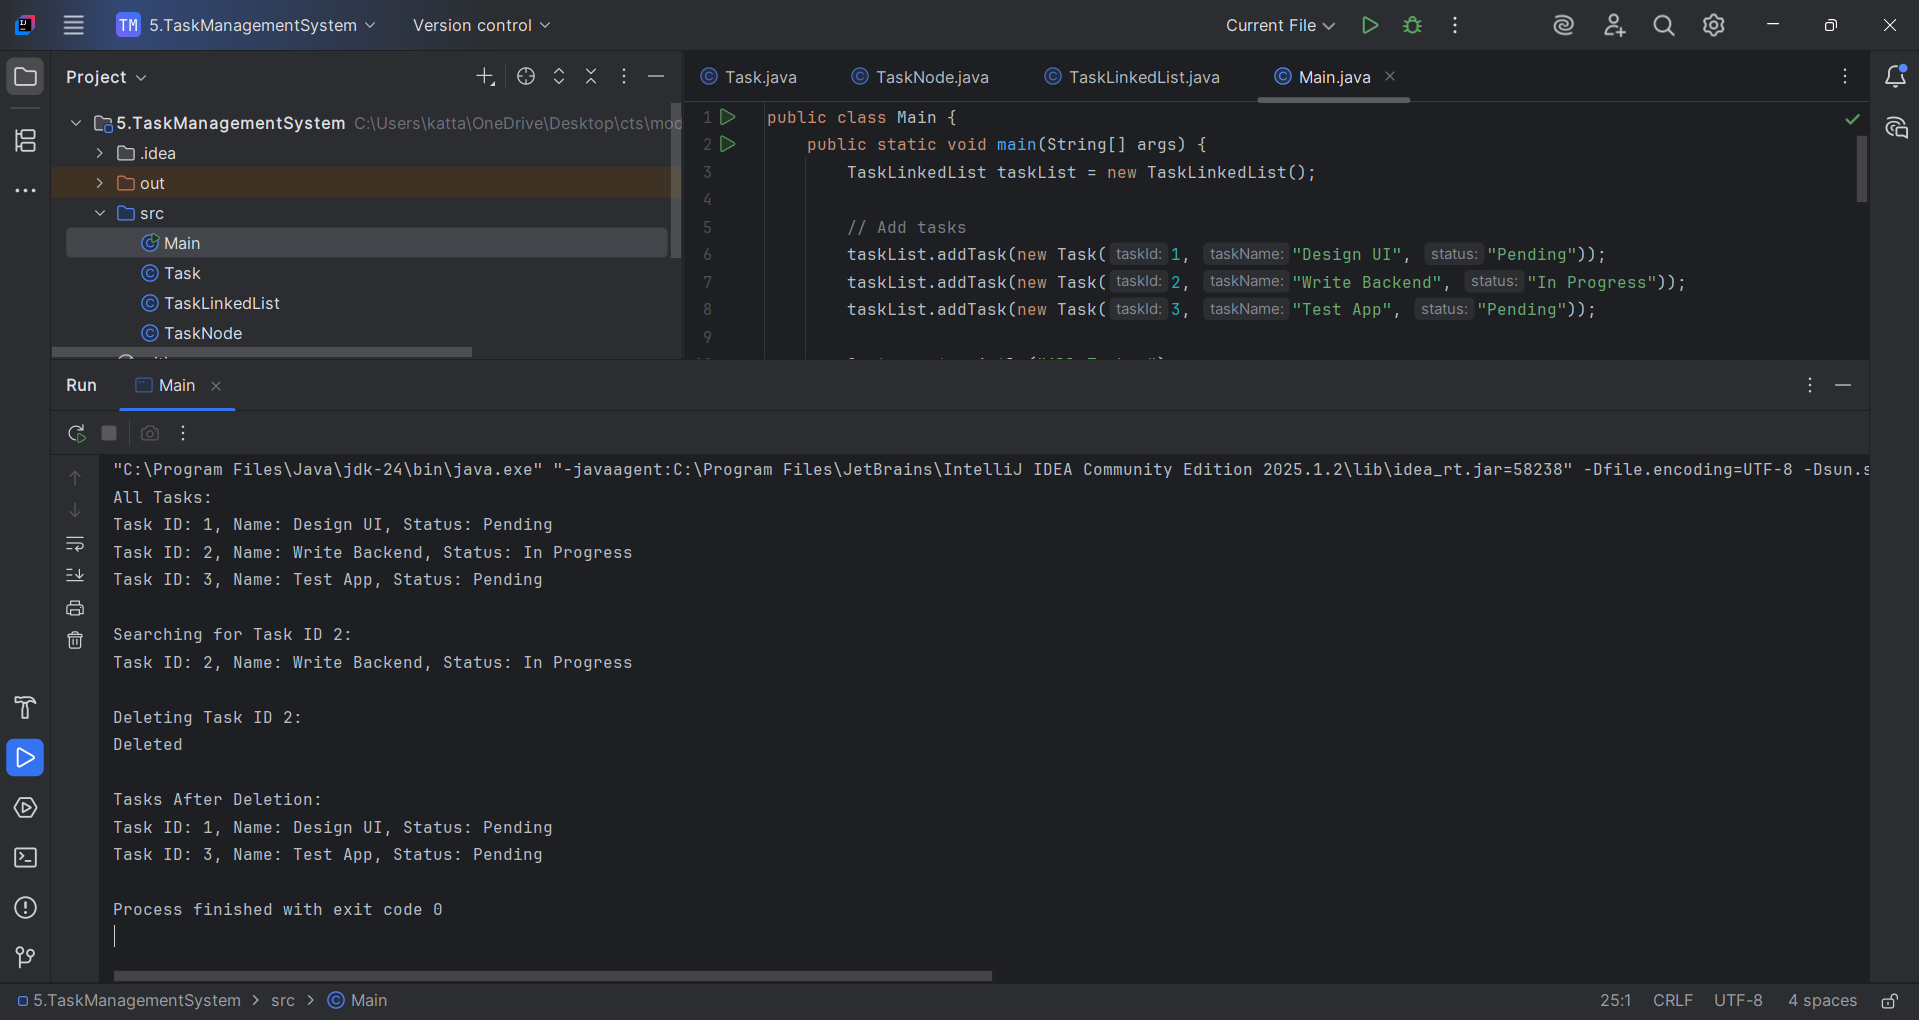 TM 5.TaskManagementSystem Version control Current File
Project
5.TaskManagementSystem C:\Users\katta\OneDrive\Desktop\cts\mod
.idea
out
src
Main
Task
TaskLinkedList
TaskNode
Task.java TaskNode.java TaskLinkedList.java Main.java
1 public class Main {
2 public static void main(String[] args) {
3 TaskLinkedList taskList = new TaskLinkedList();
4
5 // Add tasks
6 taskList.addTask(new Task( taskId: 1, taskName: "Design UI", status: "Pending"));
7 taskList.addTask(new Task( taskId: 2, taskName: "Write Backend", status: "In Progress"));
8 taskList.addTask(new Task( taskId: 3, taskName: "Test App", status: "Pending"));
9
Run Main
"C:\Program Files\Java\jdk-24\bin\java.exe" "-javaagent:C:\Program Files\JetBrains\IntelliJ IDEA Community Edition 2025.1.2\lib\idea_rt.jar=58238" -Dfile.encoding=UTF-8 -Dsun.s
All Tasks:
Task ID: 1, Name: Design UI, Status: Pending
Task ID: 2, Name: Write Backend, Status: In Progress
Task ID: 3, Name: Test App, Status: Pending
Searching for Task ID 2:
Task ID: 2, Name: Write Backend, Status: In Progress
Deleting Task ID 2:
Deleted
Tasks After Deletion:
Task ID: 1, Name: Design UI, Status: Pending
Task ID: 3, Name: Test App, Status: Pending
Process finished with exit code 0
5.TaskManagementSystem > src > Main 25:1 CRLF UTF-8 4 spaces